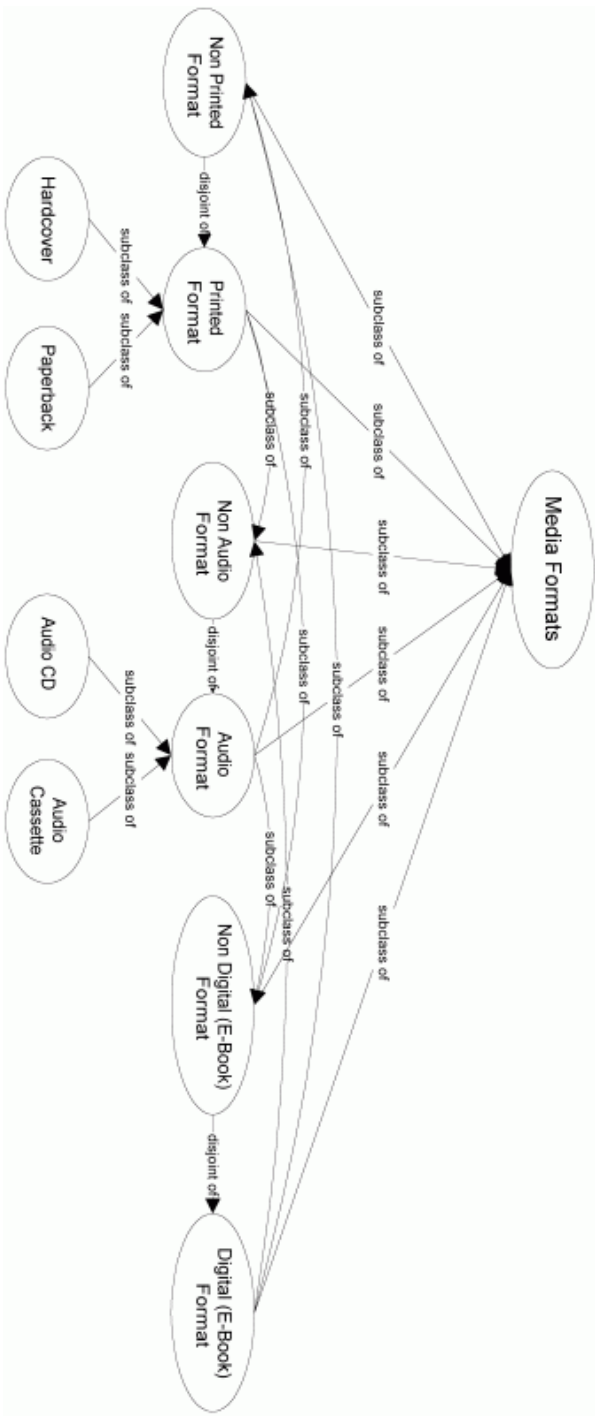 Media Formats
subclass of
subclass of
subclass of
subclass of
subclass of
subclass of
subclass of
subclass of
subclass of
subclass of
subclass of
subclass of
Non Printed
Format
disjoint of
Printed
Format
Non Audio
Format
disjoint of
Audio
Format
Non Digital (E-Book)
Format
disjoint of
Digital (E-Book)
Format
subclass of
subclass of
subclass of
subclass of
Hardcover
Paperback
Audio CD
Audio
Cassette